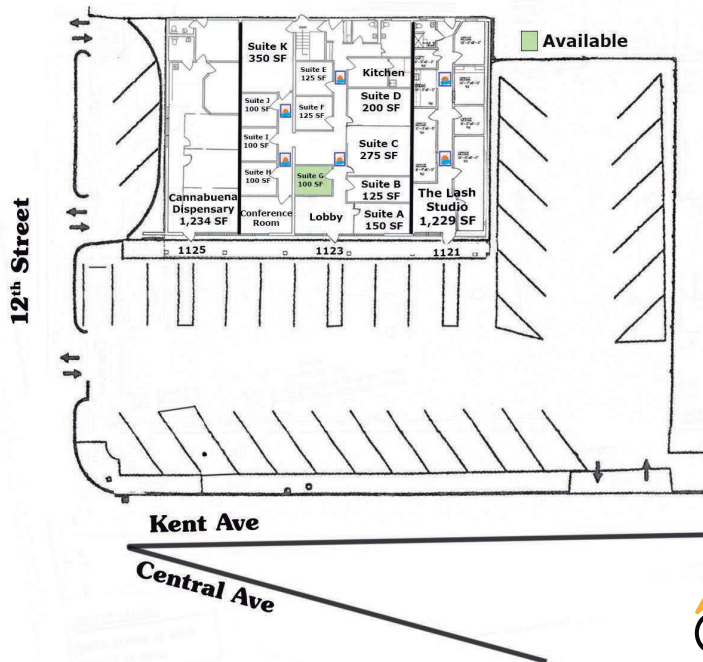 Available
Suite K
350 SF
Suite E
125 SF
Kitchen
Suite J
100 SF
Suite F
125 SF
Suite D
200 SF
Suite I
100 SF
Suite C
275 SF
Suite H
100 SF
Suite G
100 SF
Suite B
125 SF
Cannabuena
Dispensary
1,234 SF
Conference
Room
Lobby
Suite A
150 SF
The Lash
Studio
1,229 SF
1125
1123
1121
12th Street
Kent Ave
Central Ave